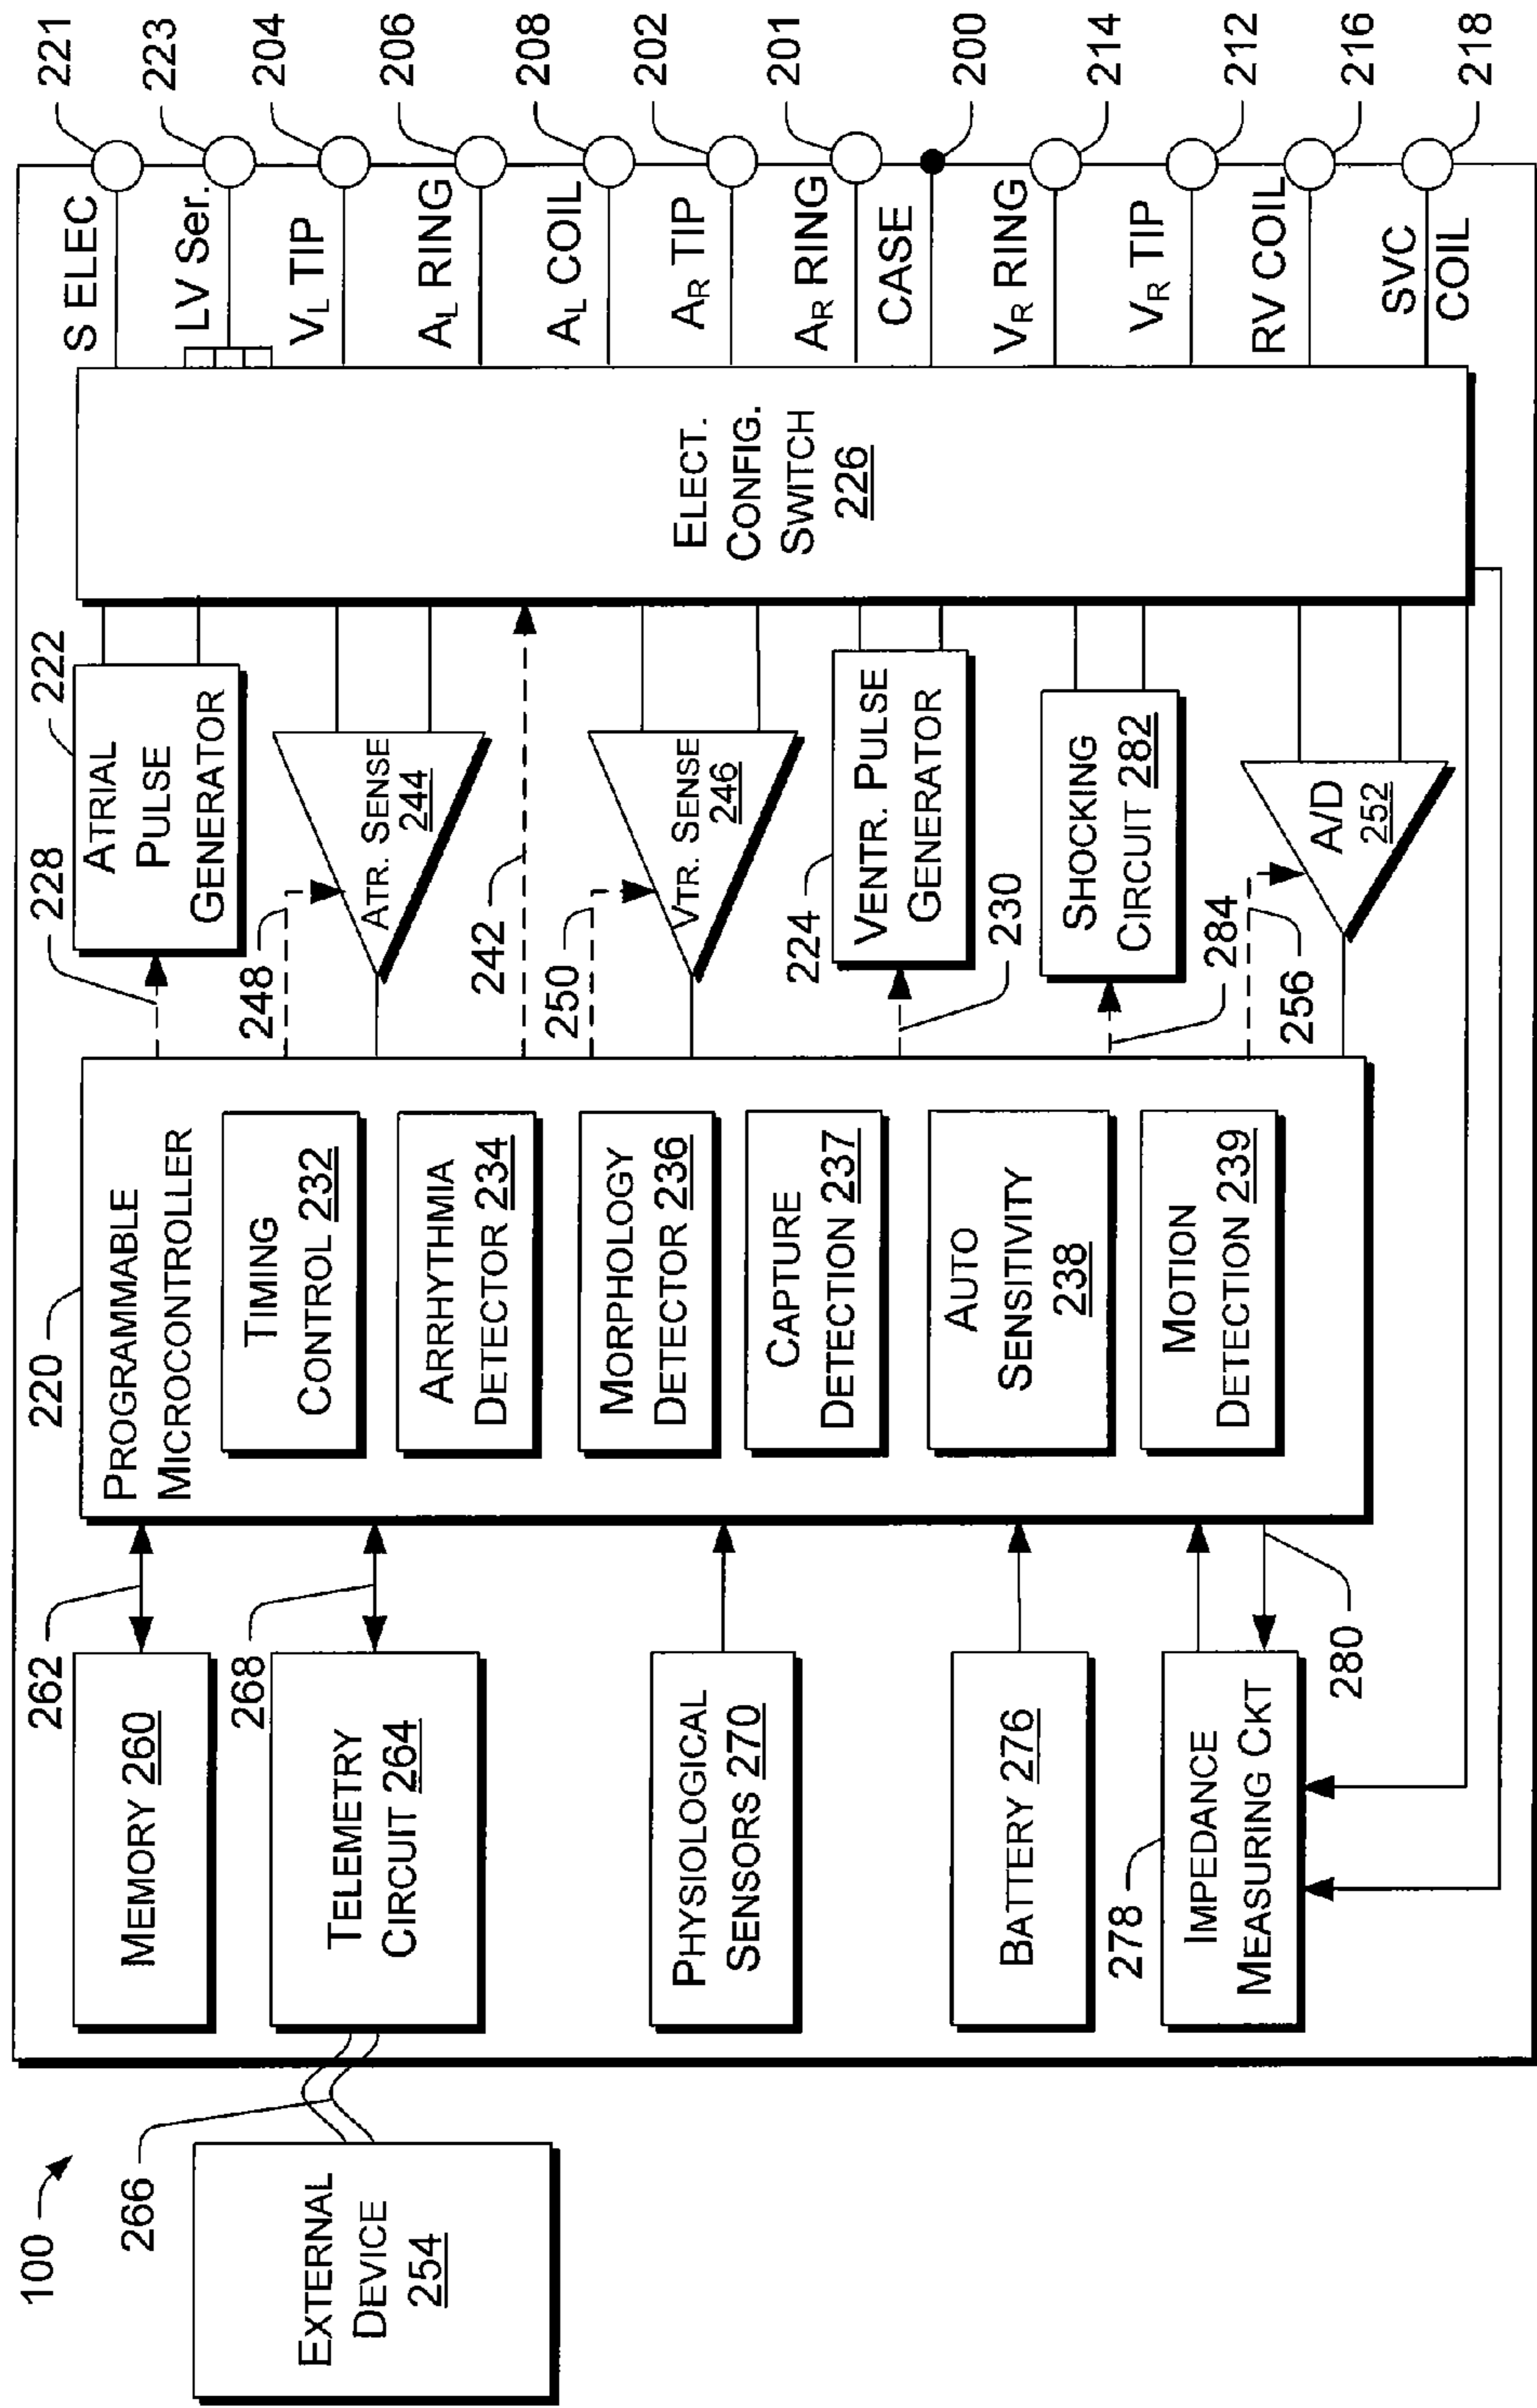 100
EXTERNAL
DEVICE
254
266
MEMORY 260
262
TELEMETRY
CIRCUIT 264
268
PHYSIOLOGICAL
SENSORS 270
BATTERY 276
278
IMPEDANCE
MEASURING CKT
280
220
PROGRAMMABLE
MICROCONTROLLER
TIMING
CONTROL 232
ARRHYTHMIA
DETECTOR 234
MORPHOLOGY
DETECTOR 236
CAPTURE
DETECTION 237
AUTO
SENSITIVITY
238
MOTION
DETECTION 239
228
222
ATRIAL
PULSE
GENERATOR
248
ATR. SENSE
244
242
250
VTR. SENSE
246
224
VENTR. PULSE
GENERATOR
230
SHOCKING
CIRCUIT 282
284
256
A/D
252
ELECT.
CONFIG.
SWITCH
226
S ELEC
221
LV Ser.
223
VL TIP
204
AL RING
206
AL COIL
208
AR TIP
202
AR RING
201
CASE
200
VR RING
214
VR TIP
212
RV COIL
216
SVC
COIL
218